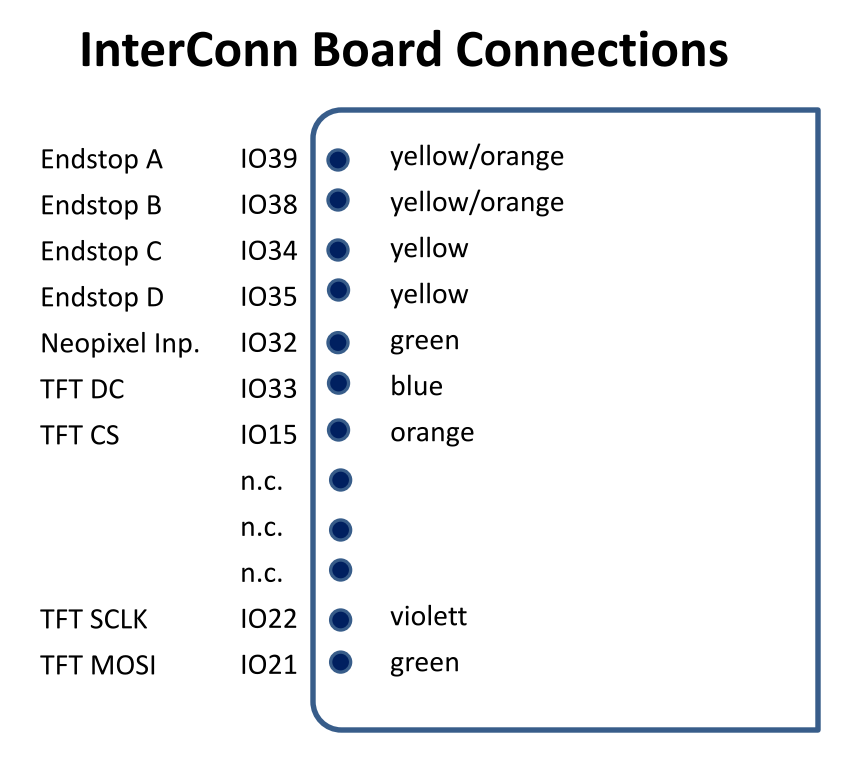 InterConn Board Connections
Endstop A IO39 yellow/orange
Endstop B IO38 yellow/orange
Endstop C IO34 yellow
Endstop D IO35 yellow
Neopixel Inp. IO32 green
TFT DC IO33 blue
TFT CS IO15 orange
n.c.
n.c.
n.c.
TFT SCLK IO22 violett
TFT MOSI IO21 green